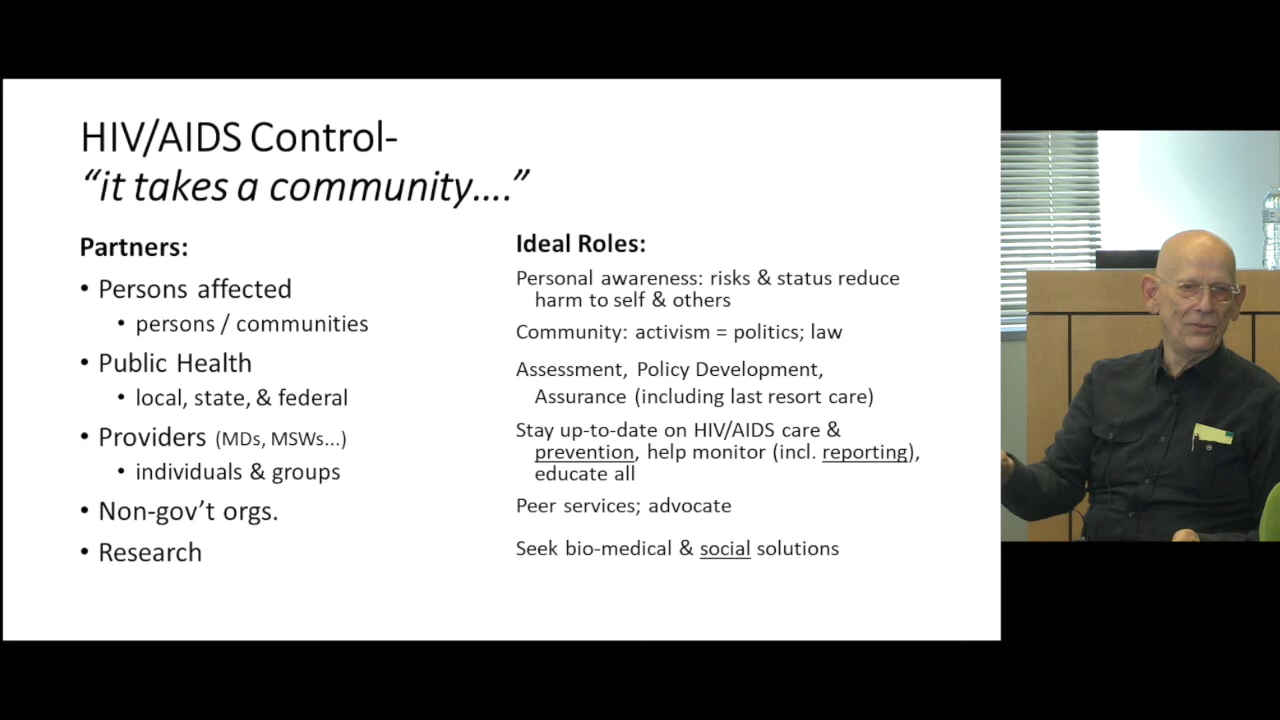 HIV/AIDS Control-
“it takes a community....”
Partners:
• Persons affected
• persons / communities
• Public Health
• local, state, & federal
• Providers (MDs, MSWs...)
• individuals & groups
• Non-gov’t orgs.
• Research
Ideal Roles:
Personal awareness: risks & status reduce
harm to self & others
Community: activism = politics; law
Assessment, Policy Development,
Assurance (including last resort care)
Stay up-to-date on HIV/AIDS care &
prevention, help monitor (incl. reporting),
educate all
Peer services; advocate
Seek bio-medical & social solutions